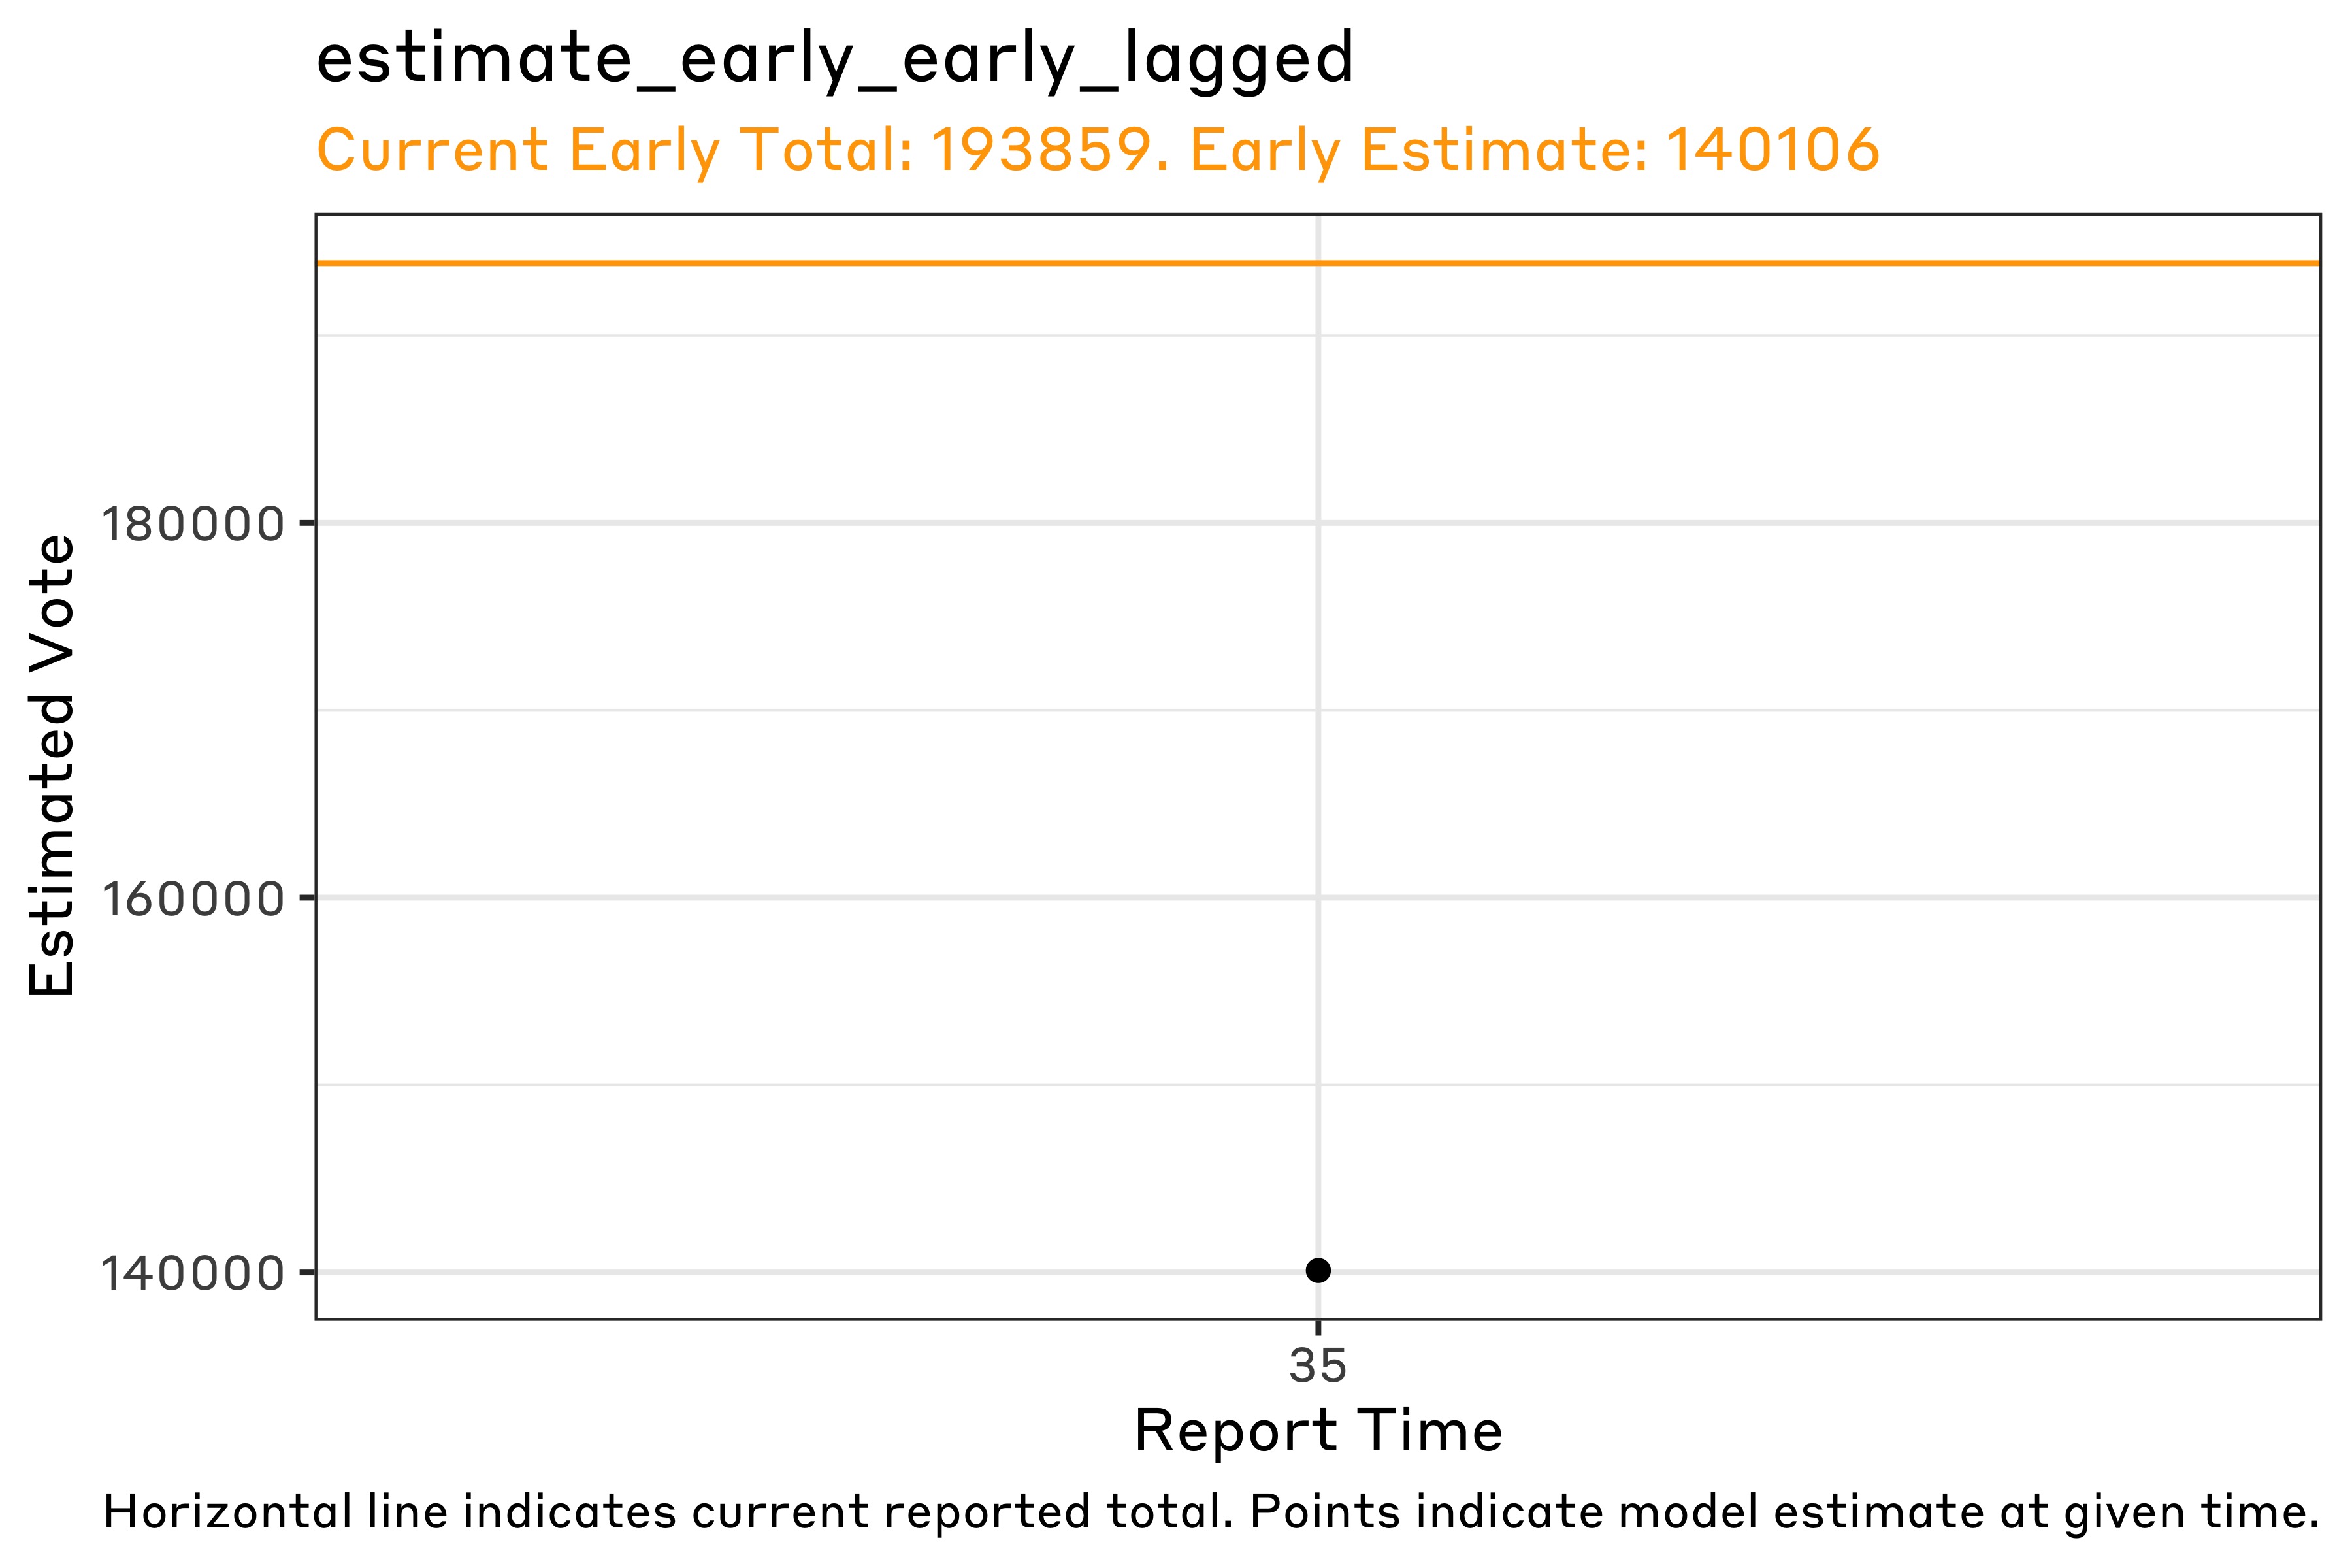 estimate_early_early_lagged
Current Early Total: 193859. Early Estimate: 140106
Estimated Vote
180000
160000
140000
35
Report Time
Horizontal line indicates current reported total. Points indicate model estimate at given time.